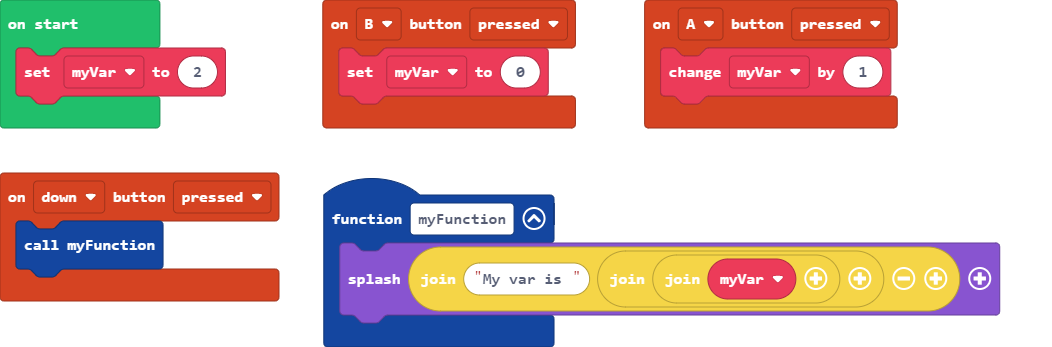 on start
set myVar to 2
on B button pressed
set myVar to 0
on A button pressed
change myVar by 1
on down button pressed
call myFunction
function myFunction
splash join "My var is " join join myVar